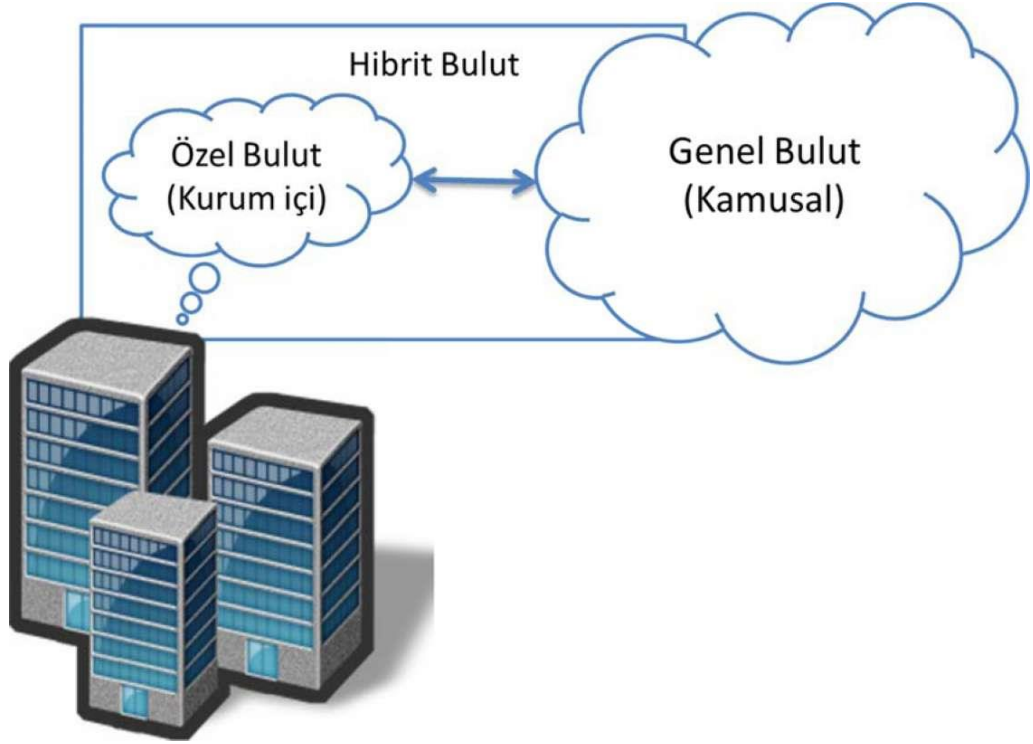 Hibrit Bulut
Özel Bulut
(Kurum içi)
Genel Bulut
(Kamusal)